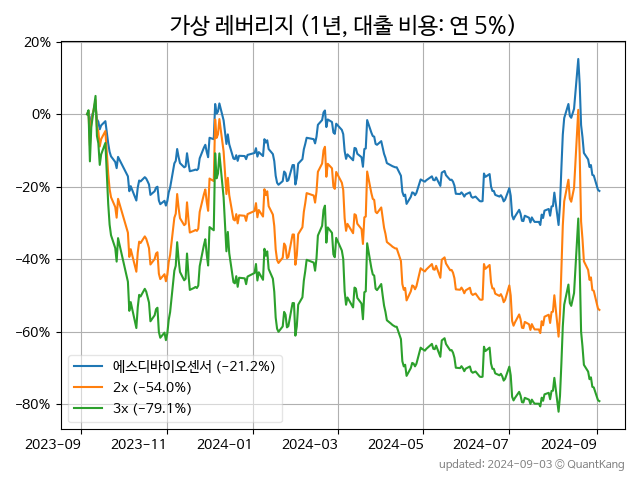 가상 레버리지 (1년, 대출 비용: 연 5%)
20%
0%
−20%
−40%
−60%
−80%
에스디바이오센서 (−21.2%)
2x (−54.0%)
3x (−79.1%)
2023-09 2023-11 2024-01 2024-03 2024-05 2024-07 2024-09
updated: 2024-09-03 © QuantKang